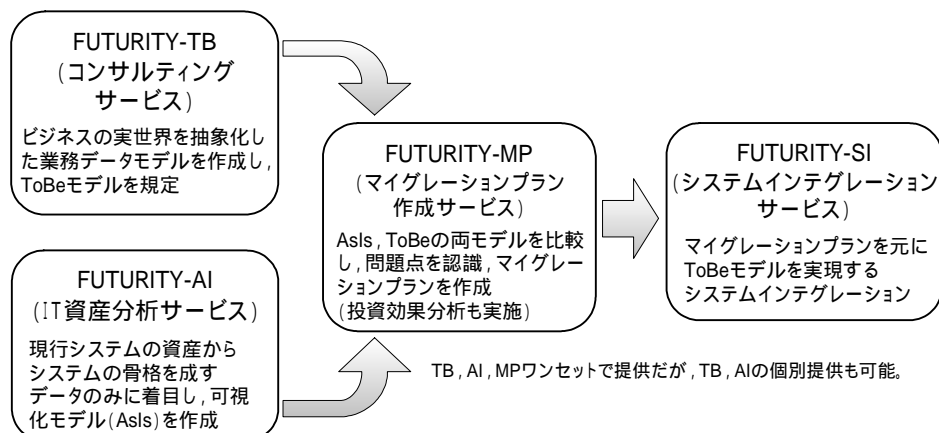 FUTURITY-TB
(コンサルティング
サービス)
ビジネスの実世界を抽象化し
た業務データモデルを作成し,
ToBeモデルを規定
FUTURITY-AI
(IT資産分析サービス)
現行システムの資産から
システムの骨格を成す
データのみに着目し,可視
化モデル(AsIs)を作成
FUTURITY-MP
(マイグレーションプラン
作成サービス)
AsIs,ToBeの両モデルを比較
し,問題点を認識,マイグレー
ションプランを作成
(投資効果分析も実施)
FUTURITY-SI
(システムインテグレーション
サービス)
マイグレーションプランを元に
ToBeモデルを実現する
システムインテグレーション
TB,AI,MPワンセットで提供だが,TB,AIの個別提供も可能。